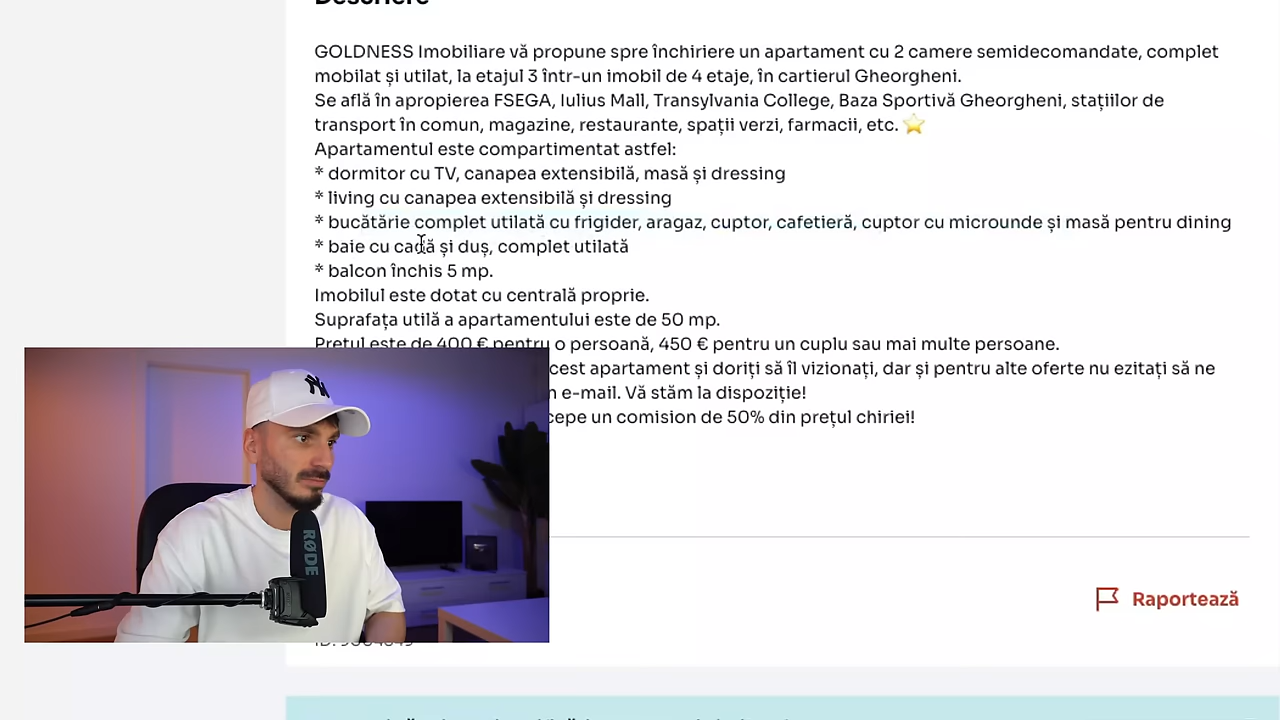 Descriere
GOLDNESS Imobiliare vă propune spre închiriere un apartament cu 2 camere semidecomandate, complet
mobilat și utilat, la etajul 3 într-un imobil de 4 etaje, în cartierul Gheorgheni.
Se află în apropierea FSEGA, Iulius Mall, Transylvania College, Baza Sportivă Gheorgheni, stațiilor de
transport în comun, magazine, restaurante, spații verzi, farmacii, etc. ⭐
Apartamentul este compartimentat astfel:
* dormitor cu TV, canapea extensibilă, masă și dressing
* living cu canapea extensibilă și dressing
* bucătărie complet utilată cu frigider, aragaz, cuptor, cafetieră, cuptor cu microunde și masă pentru dining
* baie cu cadă și duș, complet utilată
* balcon închis 5 mp.
Imobilul este dotat cu centrală proprie.
Suprafața utilă a apartamentului este de 50 mp.
Prețul este de 400 € pentru o persoană, 450 € pentru un cuplu sau mai multe persoane.
cest apartament și doriți să îl vizionați, dar și pentru alte oferte nu ezitați să ne
n e-mail. Vă stăm la dispoziție!
cepe un comision de 50% din prețul chiriei!
RØDE
Raportează